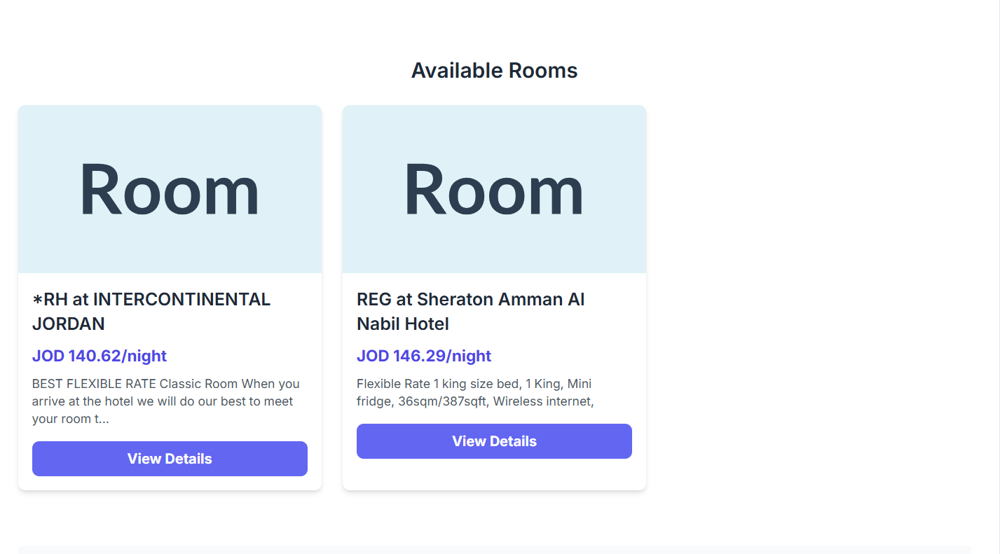 Available Rooms
Room
*RH at INTERCONTINENTAL
JORDAN
JOD 140.62/night
BEST FLEXIBLE RATE Classic Room When you
arrive at the hotel we will do our best to meet
your room t...
View Details
Room
REG at Sheraton Amman Al
Nabil Hotel
JOD 146.29/night
Flexible Rate 1 king size bed, 1 King, Mini
fridge, 36sqm/387sqft, Wireless internet,
View Details